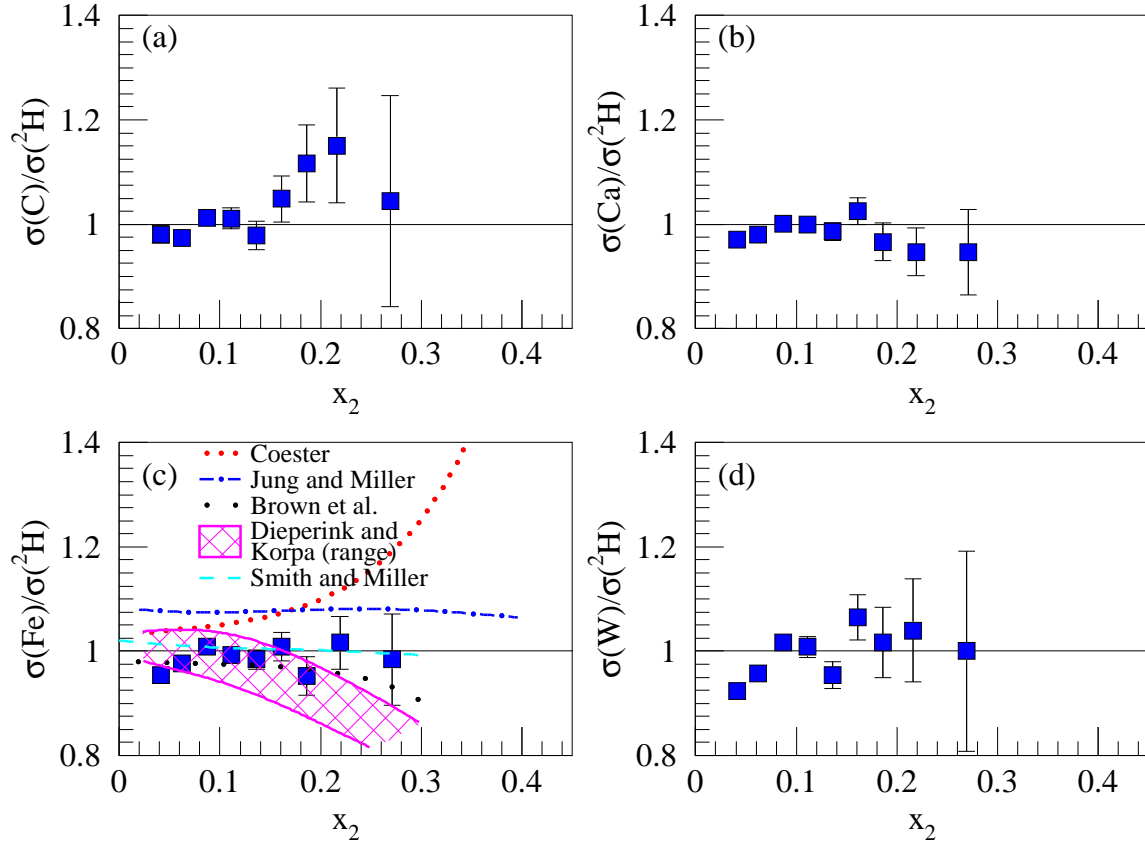 (a)
σ(C)/σ(²H)
1.4
1.2
1
0.8
0
0.1
0.2
0.3
0.4
x₂
(b)
σ(Ca)/σ(²H)
1.4
1.2
1
0.8
0
0.1
0.2
0.3
0.4
x₂
(c)
σ(Fe)/σ(²H)
1.4
1.2
1
0.8
Coester
Jung and Miller
Brown et al.
Dieperink and
Korpa (range)
Smith and Miller
0
0.1
0.2
0.3
0.4
x₂
(d)
σ(W)/σ(²H)
1.4
1.2
1
0.8
0
0.1
0.2
0.3
0.4
x₂